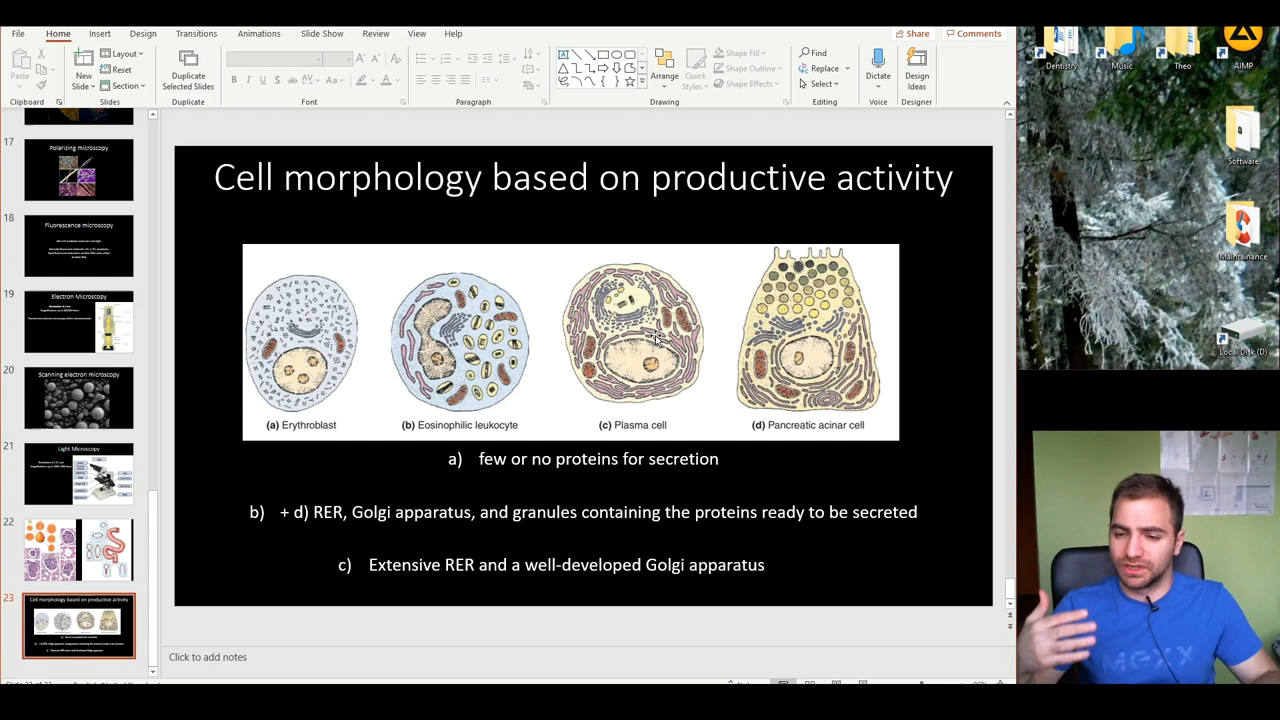 File Home Insert Design Transitions Animations Slide Show Review View Help Share Comments
Paste
New
Slide
Layout
Reset
Section
Duplicate
Selected Slides
Arrange
Quick
Styles
Shape Fill
Shape Outline
Shape Effects
Find
Replace
Select
Dictate
Design
Ideas
Clipboard Slides Duplicate Font Paragraph Drawing Editing Voice Designer
17
Polarizing microscopy
18
Fluorescence microscopy
19
Electron Microscopy
20
Scanning electron microscopy
21
Light Microscopy
22
23
Cell morphology based on productive activity
Cell morphology based on productive activity
(a) Erythroblast
(b) Eosinophilic leukocyte
(c) Plasma cell
(d) Pancreatic acinar cell
a) few or no proteins for secretion
b) + d) RER, Golgi apparatus, and granules containing the proteins ready to be secreted
c) Extensive RER and a well-developed Golgi apparatus
Click to add notes
Dentistry
Music
Theo
AIMP
Software
Maintainance
Local Disk (D)
MEXX